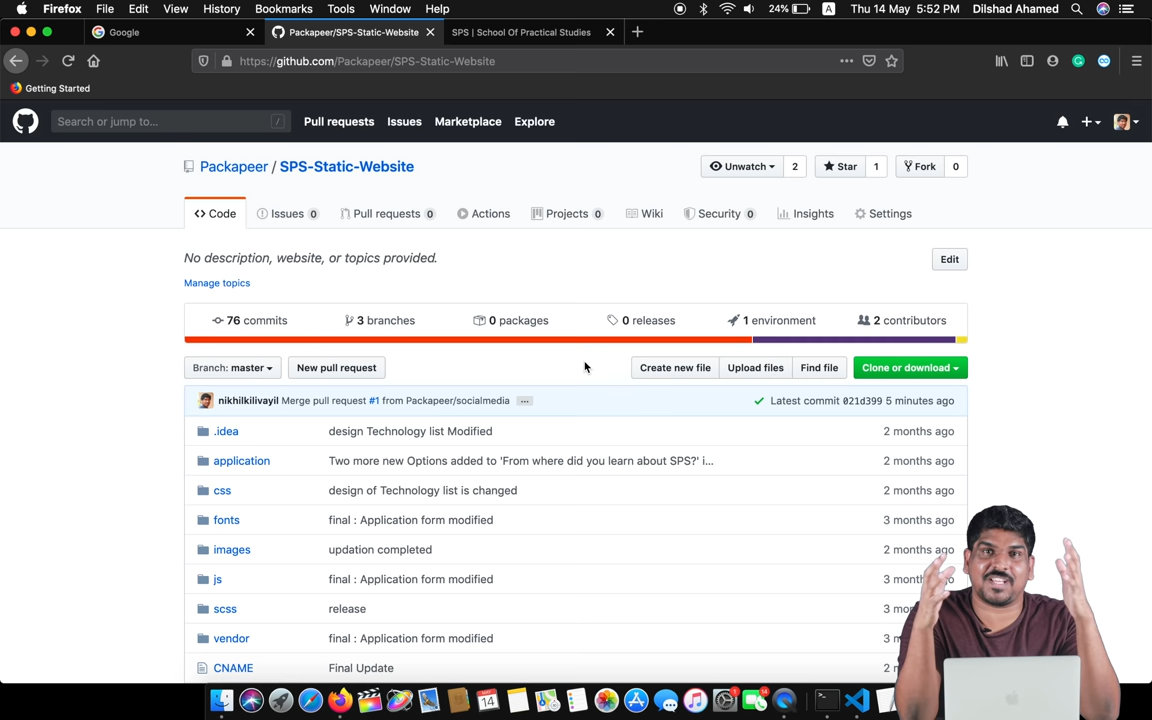 Firefox File Edit View History Bookmarks Tools Window Help 24% A Thu 14 May 5:52 PM Dilshad Ahamed
Google Packapeer/SPS-Static-Website SPS | School Of Practical Studies
https://github.com/Packapeer/SPS-Static-Website
Getting Started
Search or jump to... / Pull requests Issues Marketplace Explore
Packapeer / SPS-Static-Website Unwatch 2 Star 1 Fork 0
Code Issues 0 Pull requests 0 Actions Projects 0 Wiki Security 0 Insights Settings
No description, website, or topics provided. Edit
Manage topics
76 commits 3 branches 0 packages 0 releases 1 environment 2 contributors
Branch: master New pull request Create new file Upload files Find file Clone or download
nikhilkilivayil Merge pull request #1 from Packapeer/socialmedia ... Latest commit 021d399 5 minutes ago
.idea design Technology list Modified 2 months ago
application Two more new Options added to 'From where did you learn about SPS?' i... 2 months ago
css design of Technology list is changed 2 months ago
fonts final : Application form modified 3 months ago
images updation completed 2 months ago
js final : Application form modified 3 months
scss release 3
vendor final : Application form modified 3
CNAME Final Update 2